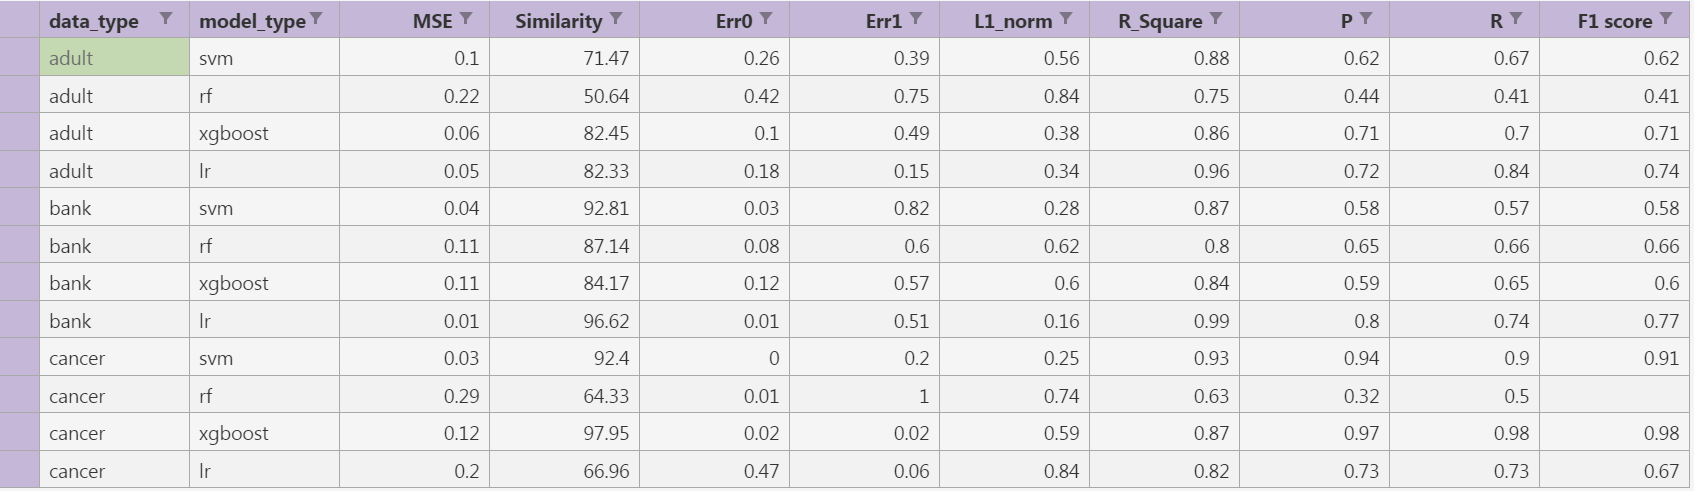 data_type model_type MSE Similarity Err0 Err1 L1_norm R_Square P R F1 score
adult svm 0.1 71.47 0.26 0.39 0.56 0.88 0.62 0.67 0.62
adult rf 0.22 50.64 0.42 0.75 0.84 0.75 0.44 0.41 0.41
adult xgboost 0.06 82.45 0.1 0.49 0.38 0.86 0.71 0.7 0.71
adult lr 0.05 82.33 0.18 0.15 0.34 0.96 0.72 0.84 0.74
bank svm 0.04 92.81 0.03 0.82 0.28 0.87 0.58 0.57 0.58
bank rf 0.11 87.14 0.08 0.6 0.62 0.8 0.65 0.66 0.66
bank xgboost 0.11 84.17 0.12 0.57 0.6 0.84 0.59 0.65 0.6
bank lr 0.01 96.62 0.01 0.51 0.16 0.99 0.8 0.74 0.77
cancer svm 0.03 92.4 0 0.2 0.25 0.93 0.94 0.9 0.91
cancer rf 0.29 64.33 0.01 1 0.74 0.63 0.32 0.5
cancer xgboost 0.12 97.95 0.02 0.02 0.59 0.87 0.97 0.98 0.98
cancer lr 0.2 66.96 0.47 0.06 0.84 0.82 0.73 0.73 0.67